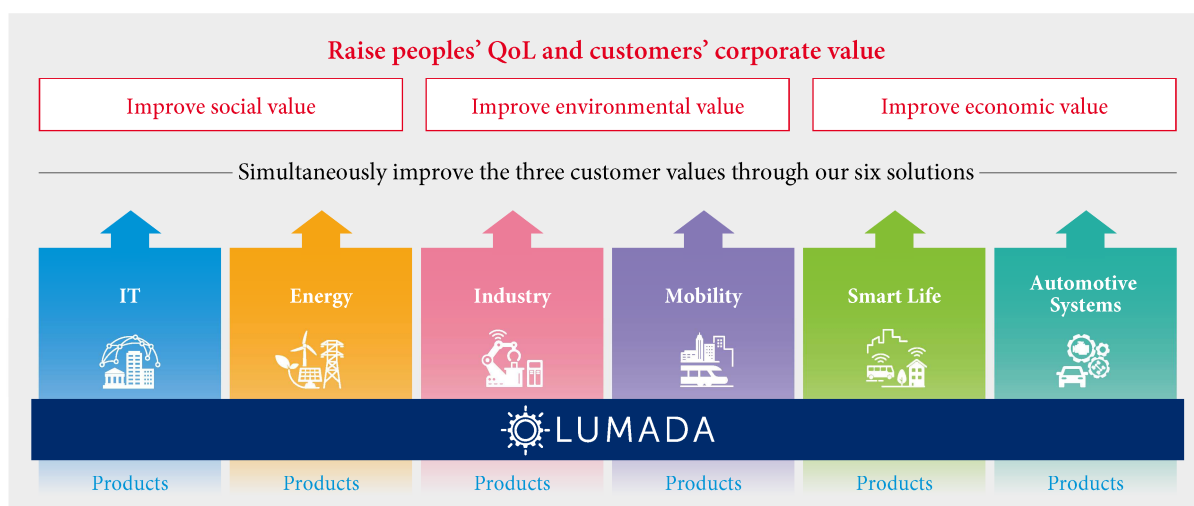 Raise peoples’ QoL and customers’ corporate value
Improve social value
Improve environmental value
Improve economic value
Simultaneously improve the three customer values through our six solutions
IT
Energy
Industry
Mobility
Smart Life
Automotive
Systems
LUMADA
Products
Products
Products
Products
Products
Products